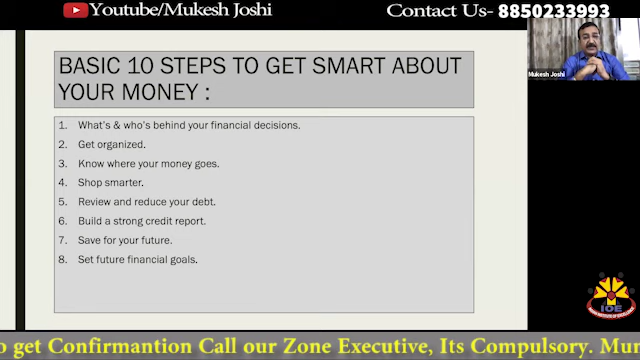 Youtube/Mukesh Joshi
Contact Us- 8850233993
BASIC 10 STEPS TO GET SMART ABOUT
YOUR MONEY :
1. What's & who's behind your financial decisions.
2. Get organized.
3. Know where your money goes.
4. Shop smarter.
5. Review and reduce your debt.
6. Build a strong credit report.
7. Save for your future.
8. Set future financial goals.
Mukesh Joshi
IOE
o get Confirmantion Call our Zone Executive, Its Compulsory. Mum